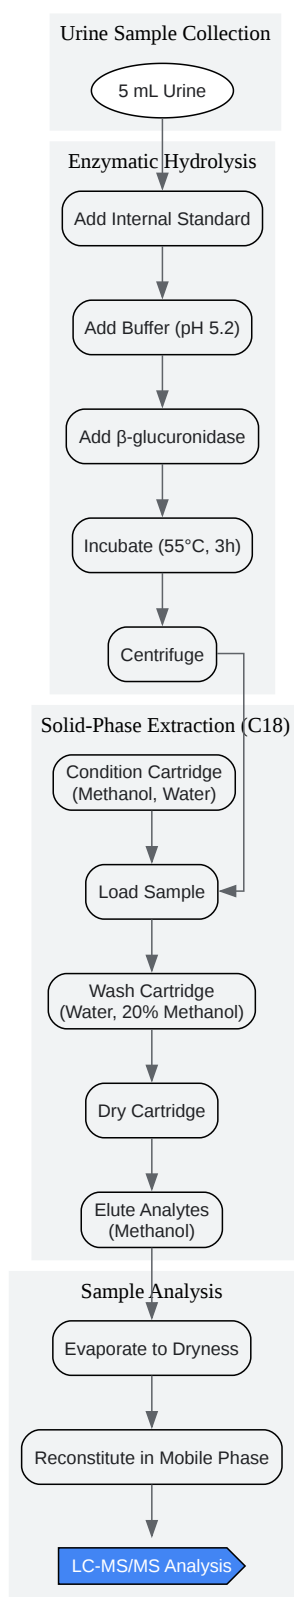 Urine Sample Collection
5 mL Urine
Enzymatic Hydrolysis
Add Internal Standard
Add Buffer (pH 5.2)
Add β-glucuronidase
Incubate (55°C, 3h)
Centrifuge
Solid-Phase Extraction (C18)
Condition Cartridge
(Methanol, Water)
Load Sample
Wash Cartridge
(Water, 20% Methanol)
Dry Cartridge
Elute Analytes
(Methanol)
Sample Analysis
Evaporate to Dryness
Reconstitute in Mobile Phase
LC-MS/MS Analysis